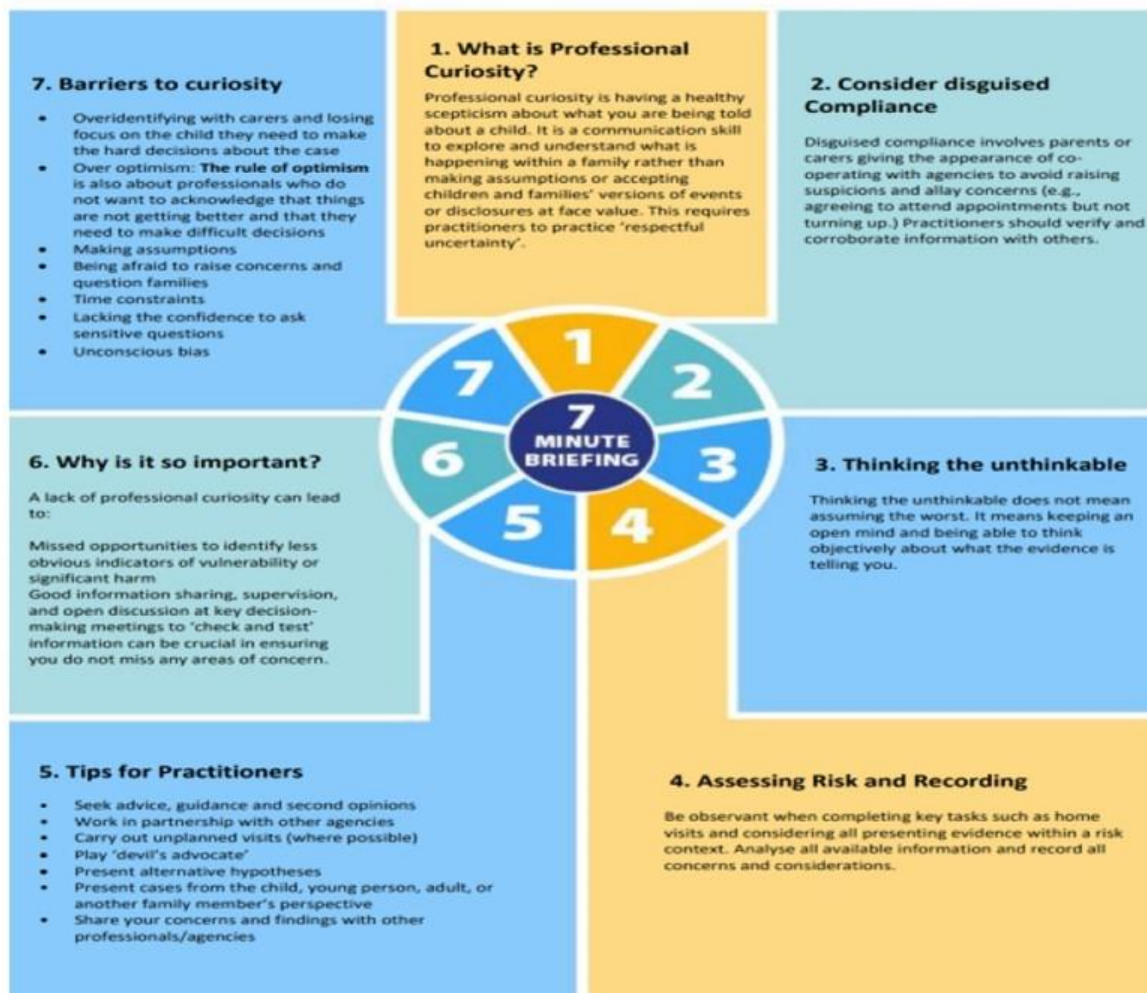 1. What is Professional
Curiosity?
Professional curiosity is having a healthy
scepticism about what you are being told
about a child. It is a communication skill
to explore and understand what is
happening within a family rather than
making assumptions or accepting
children and families' versions of events
or disclosures at face value. This requires
practitioners to practice 'respectful
uncertainty'.
2. Consider disguised
Compliance
Disguised compliance involves parents or
carers giving the appearance of co-
operating with agencies to avoid raising
suspicions and allay concerns (e.g.,
agreeing to attend appointments but not
turning up.) Practitioners should verify and
corroborate information with others.
3. Thinking the unthinkable
Thinking the unthinkable does not mean
assuming the worst. It means keeping an
open mind and being able to think
objectively about what the evidence is
telling you.
4. Assessing Risk and Recording
Be observant when completing key tasks such as home
visits and considering all presenting evidence within a risk
context. Analyse all available information and record all
concerns and considerations.
5. Tips for Practitioners
• Seek advice, guidance and second opinions
• Work in partnership with other agencies
• Carry out unplanned visits (where possible)
• Play 'devil's advocate'
• Present alternative hypotheses
• Present cases from the child, young person, adult, or
another family member's perspective
• Share your concerns and findings with other
professionals/agencies
6. Why is it so important?
A lack of professional curiosity can lead
to:
Missed opportunities to identify less
obvious indicators of vulnerability or
significant harm
Good information sharing, supervision,
and open discussion at key decision-
making meetings to 'check and test'
information can be crucial in ensuring
you do not miss any areas of concern.
7. Barriers to curiosity
• Overidentifying with carers and losing
focus on the child they need to make
the hard decisions about the case
• Over optimism: The rule of optimism
is also about professionals who do
not want to acknowledge that things
are not getting better and that they
need to make difficult decisions
• Making assumptions
• Being afraid to raise concerns and
question families
• Time constraints
• Lacking the confidence to ask
sensitive questions
• Unconscious bias
1
2
3
4
5
6
7
7
MINUTE
BRIEFING